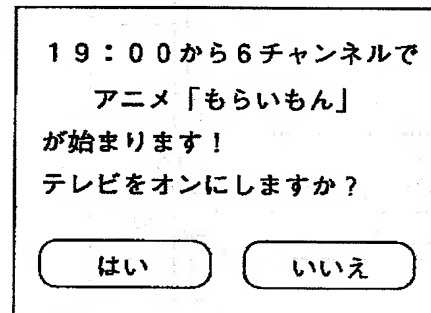 19：00から6チャンネルで
アニメ「もらいもん」
が始まります！
テレビをオンにしますか？
はい
いいえ